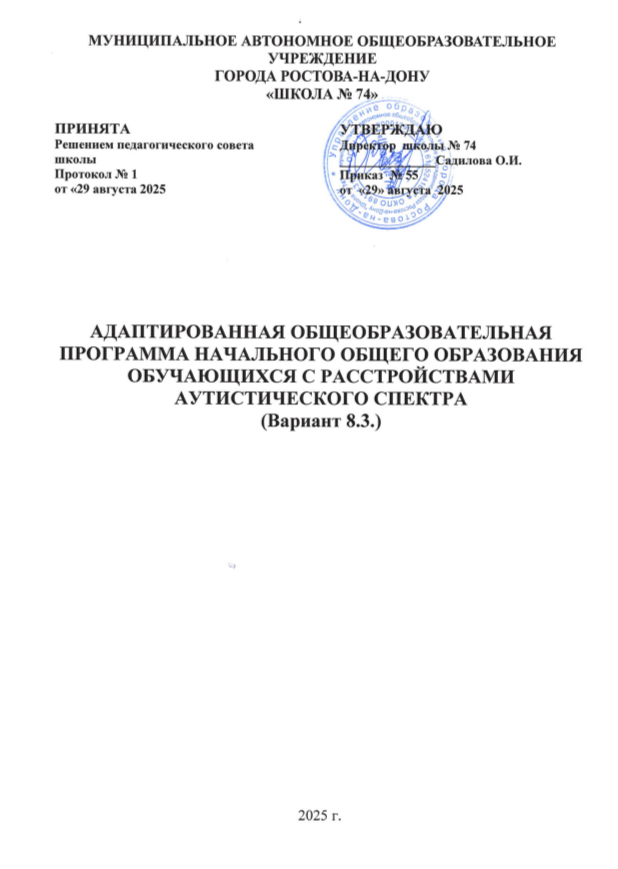 МУНИЦИПАЛЬНОЕ АВТОНОМНОЕ ОБЩЕОБРАЗОВАТЕЛЬНОЕ
УЧРЕЖДЕНИЕ
ГОРОДА РОСТОВА-НА-ДОНУ
«ШКОЛА № 74»
ПРИНЯТА
Решением педагогического совета
школы
Протокол № 1
от «29 августа 2025
УТВЕРЖДАЮ
Директор школы № 74
Садилова О.И.
Приказ № 55
от «29» августа 2025
АДАПТИРОВАННАЯ ОБЩЕОБРАЗОВАТЕЛЬНАЯ
ПРОГРАММА НАЧАЛЬНОГО ОБЩЕГО ОБРАЗОВАНИЯ
ОБУЧАЮЩИХСЯ С РАССТРОЙСТВАМИ
АУТИСТИЧЕСКОГО СПЕКТРА
(Вариант 8.3.)
2025 г.